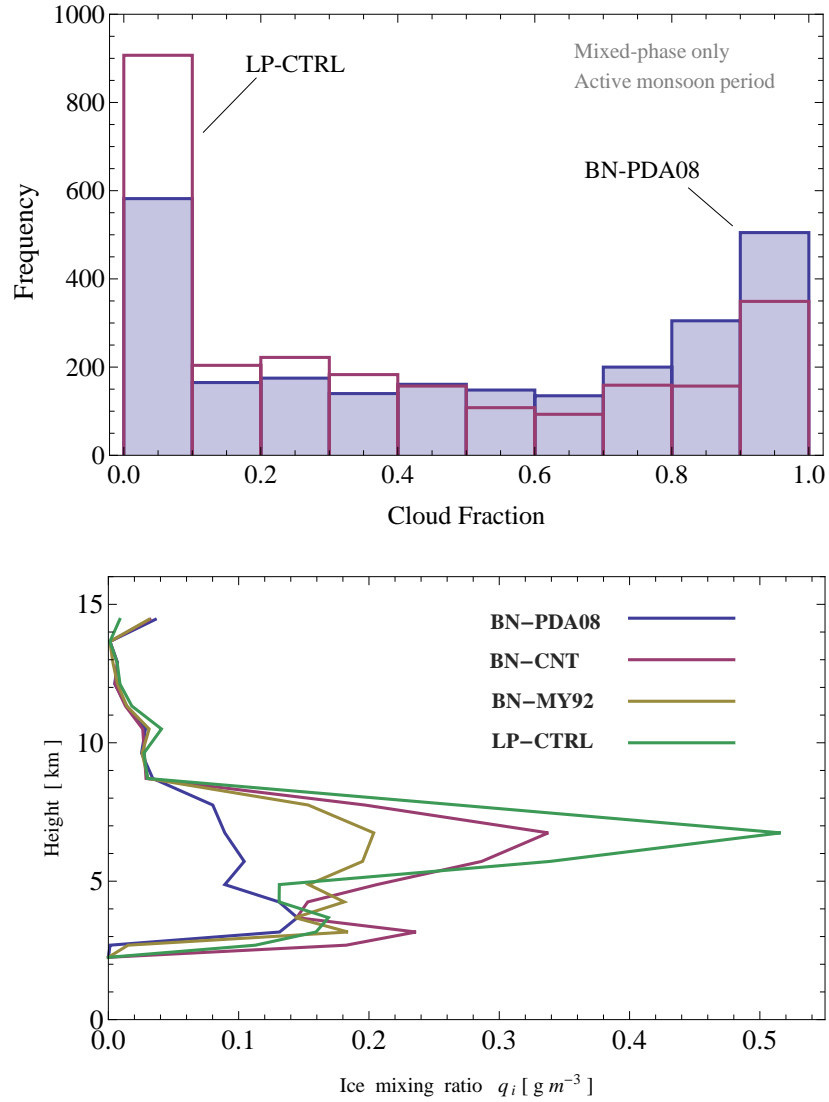 1000
800
600
400
200
0
Frequency
LP-CTRL
Mixed-phase only
Active monsoon period
BN-PDA08
0.0 0.2 0.4 0.6 0.8 1.0
Cloud Fraction
15
10
5
0
Height [ km ]
BN−PDA08
BN−CNT
BN−MY92
LP−CTRL
0.0 0.1 0.2 0.3 0.4 0.5
Ice mixing ratio q i [ g m⁻³ ]